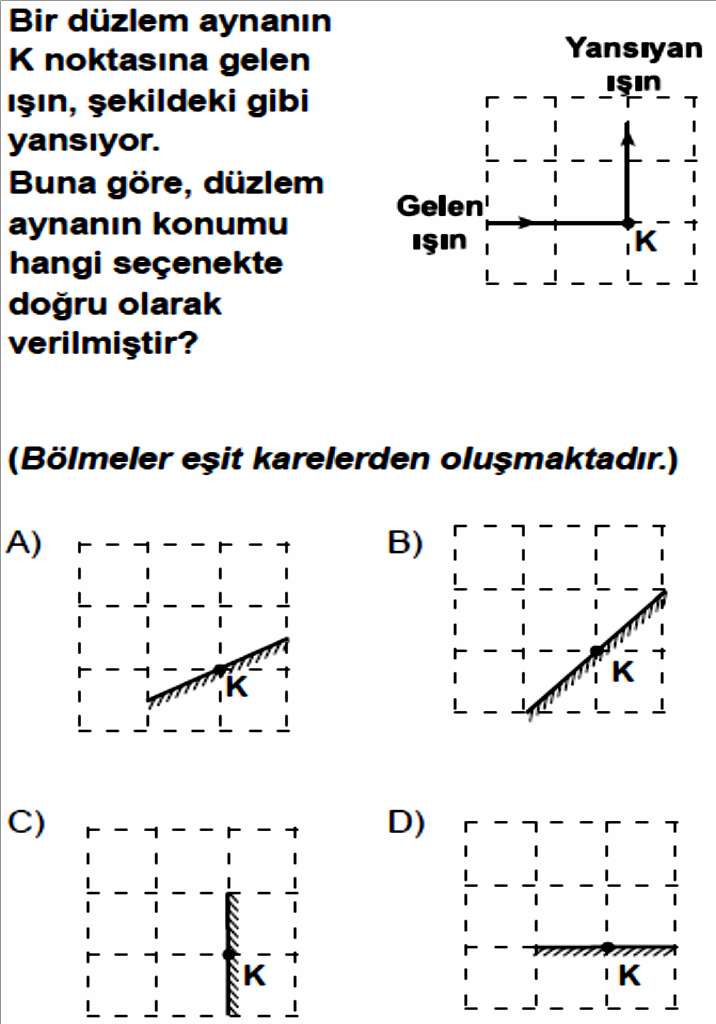 Bir düzlem aynanın
K noktasına gelen
ışın, şekildeki gibi
yansıyor.
Buna göre, düzlem
aynanın konumu
hangi seçenekte
doğru olarak
verilmiştir?
Yansıyan
ışın
Gelen
ışın
K
(Bölmeler eşit karelerden oluşmaktadır.)
A)
K
B)
K
C)
K
D)
K